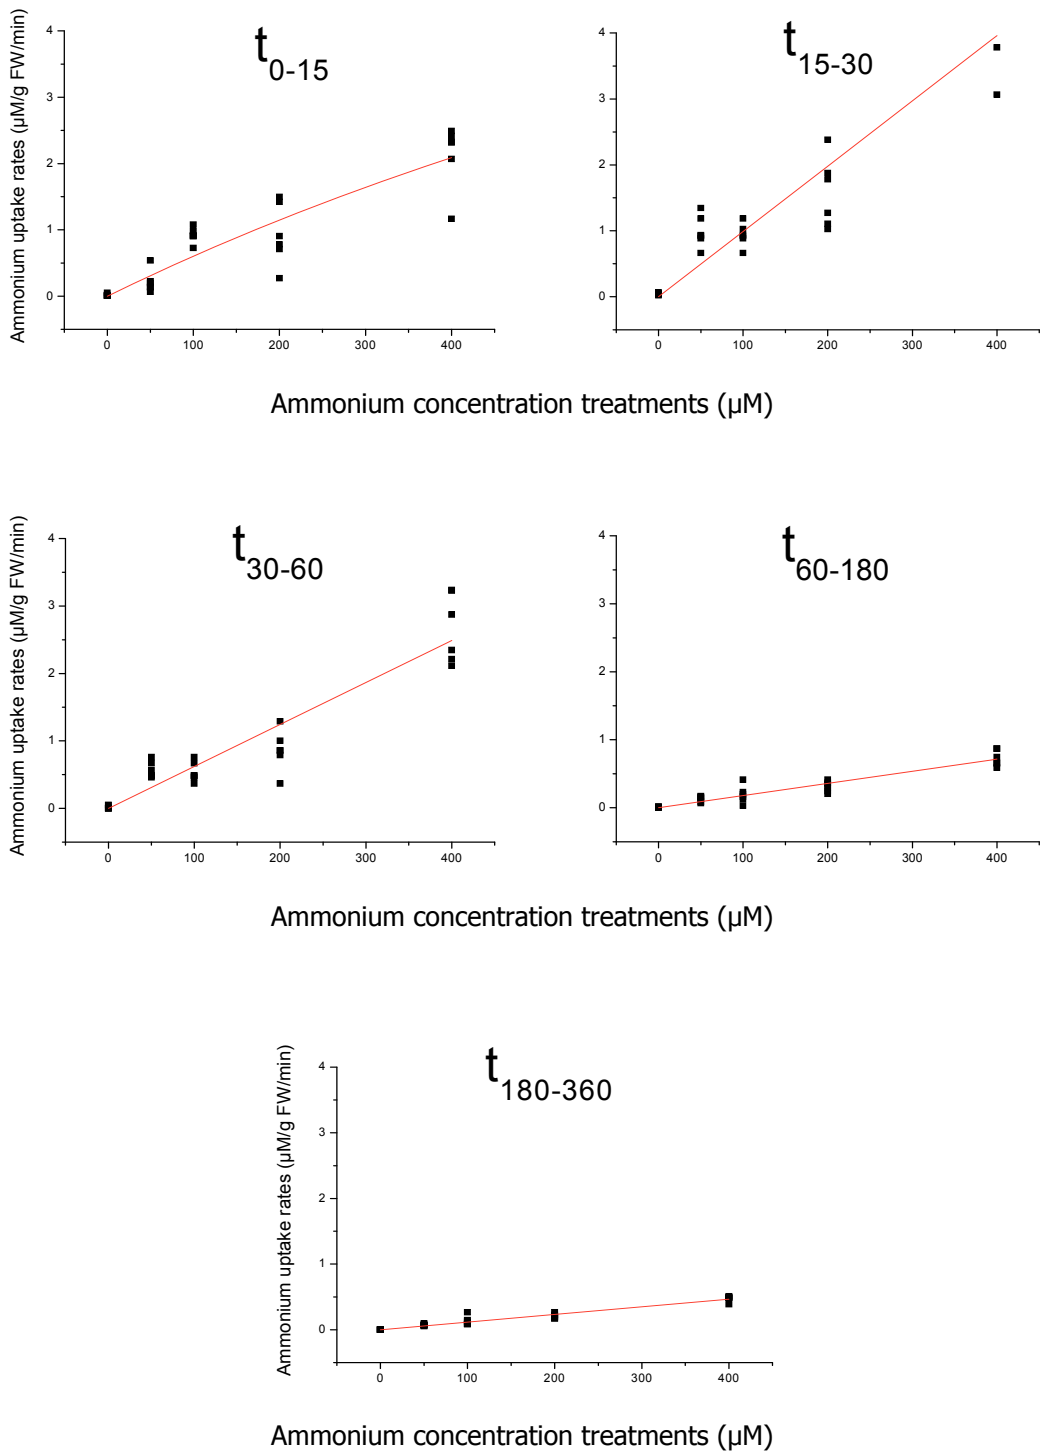 Ammonium uptake rates (µM/g FW/min)
4
3
2
1
0
t0-15
0 100 200 300 400
4
3
2
1
0
t15-30
0 100 200 300 400
Ammonium concentration treatments (µM)
Ammonium uptake rates (µM/g FW/min)
4
3
2
1
0
t30-60
0 100 200 300 400
4
3
2
1
0
t60-180
0 100 200 300 400
Ammonium concentration treatments (µM)
Ammonium uptake rates (µM/g FW/min)
4
3
2
1
0
t180-360
0 100 200 300 400
Ammonium concentration treatments (µM)